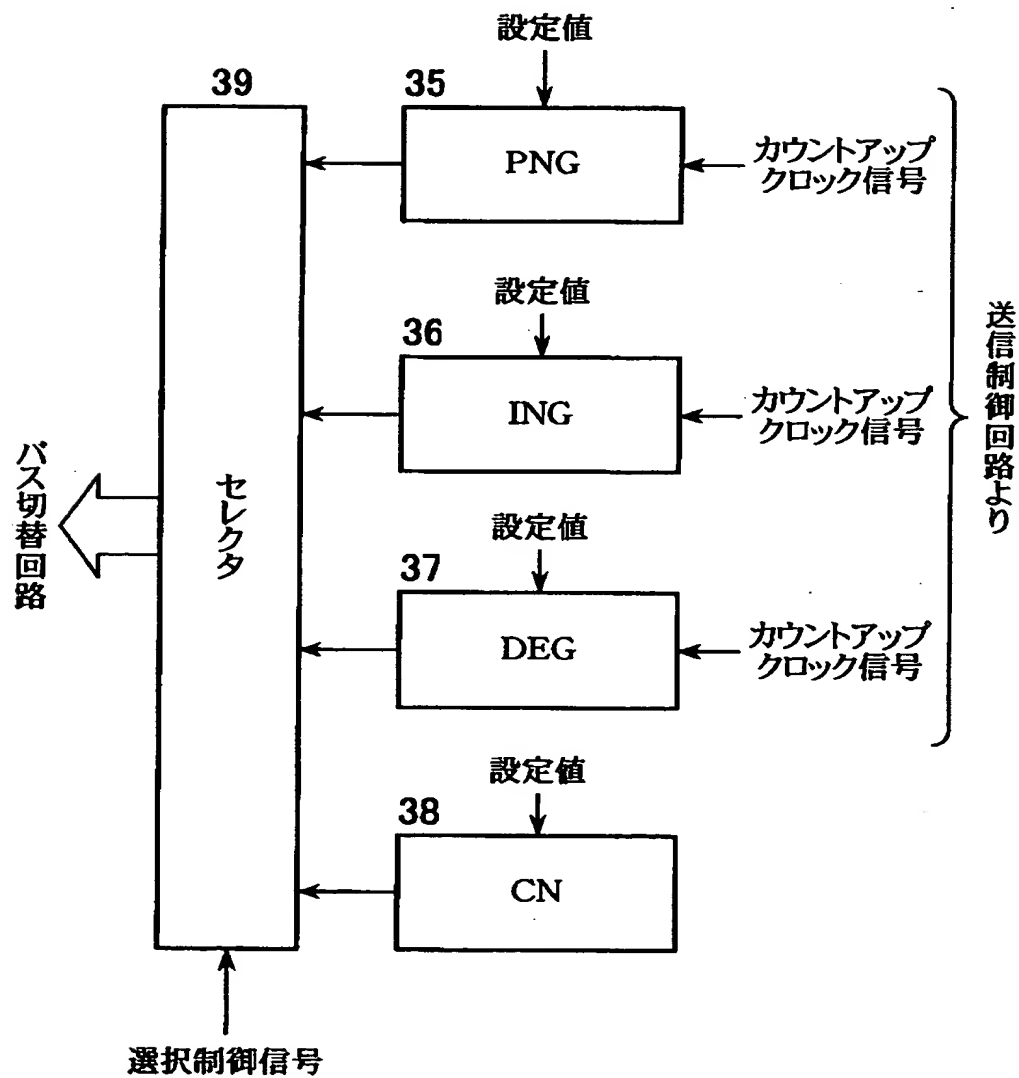 設定値
39
35
PNG
カウントアップ
クロック信号
設定値
36
ING
カウントアップ
クロック信号
送信制御回路より
バス切替回路
セレクタ
設定値
37
DEG
カウントアップ
クロック信号
設定値
38
CN
選択制御信号